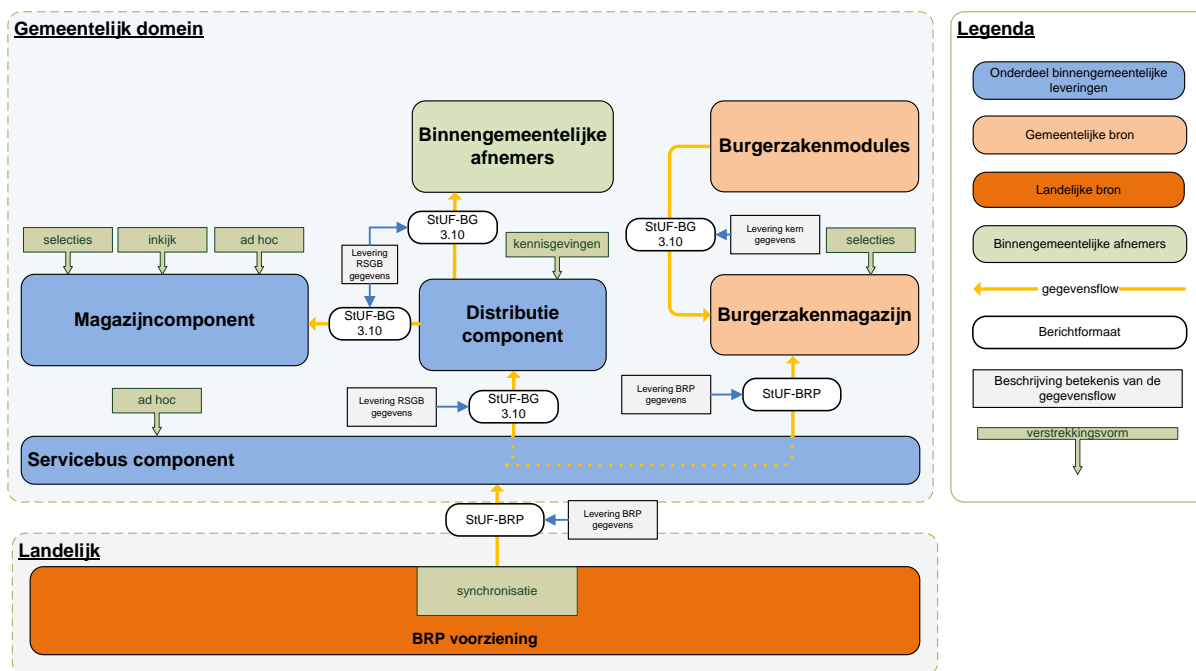 Gemeentelijk domein
Binnengemeentelijke
afnemers
Burgerzakenmodules
StUF-BG
3.10
Levering RSGB
gegevens
StUF-BG
3.10
Levering kern
gegevens
selecties
inkijk
ad hoc
kennisgevingen
selecties
Magazijncomponent
StUF-BG
3.10
Distributie
component
Burgerzakenmagazijn
ad hoc
Levering RSGB
gegevens
StUF-BG
3.10
Levering BRP
gegevens
StUF-BRP
Servicebus component
StUF-BRP
Levering BRP
gegevens
Landelijk
synchronisatie
BRP voorziening
Legenda
Onderdeel binnengemeentelijke
leveringen
Gemeentelijke bron
Landelijke bron
Binnengemeentelijke afnemers
gegevensflow
Berichtformaat
Beschrijving betekenis van de
gegevensflow
verstrekkingsvorm